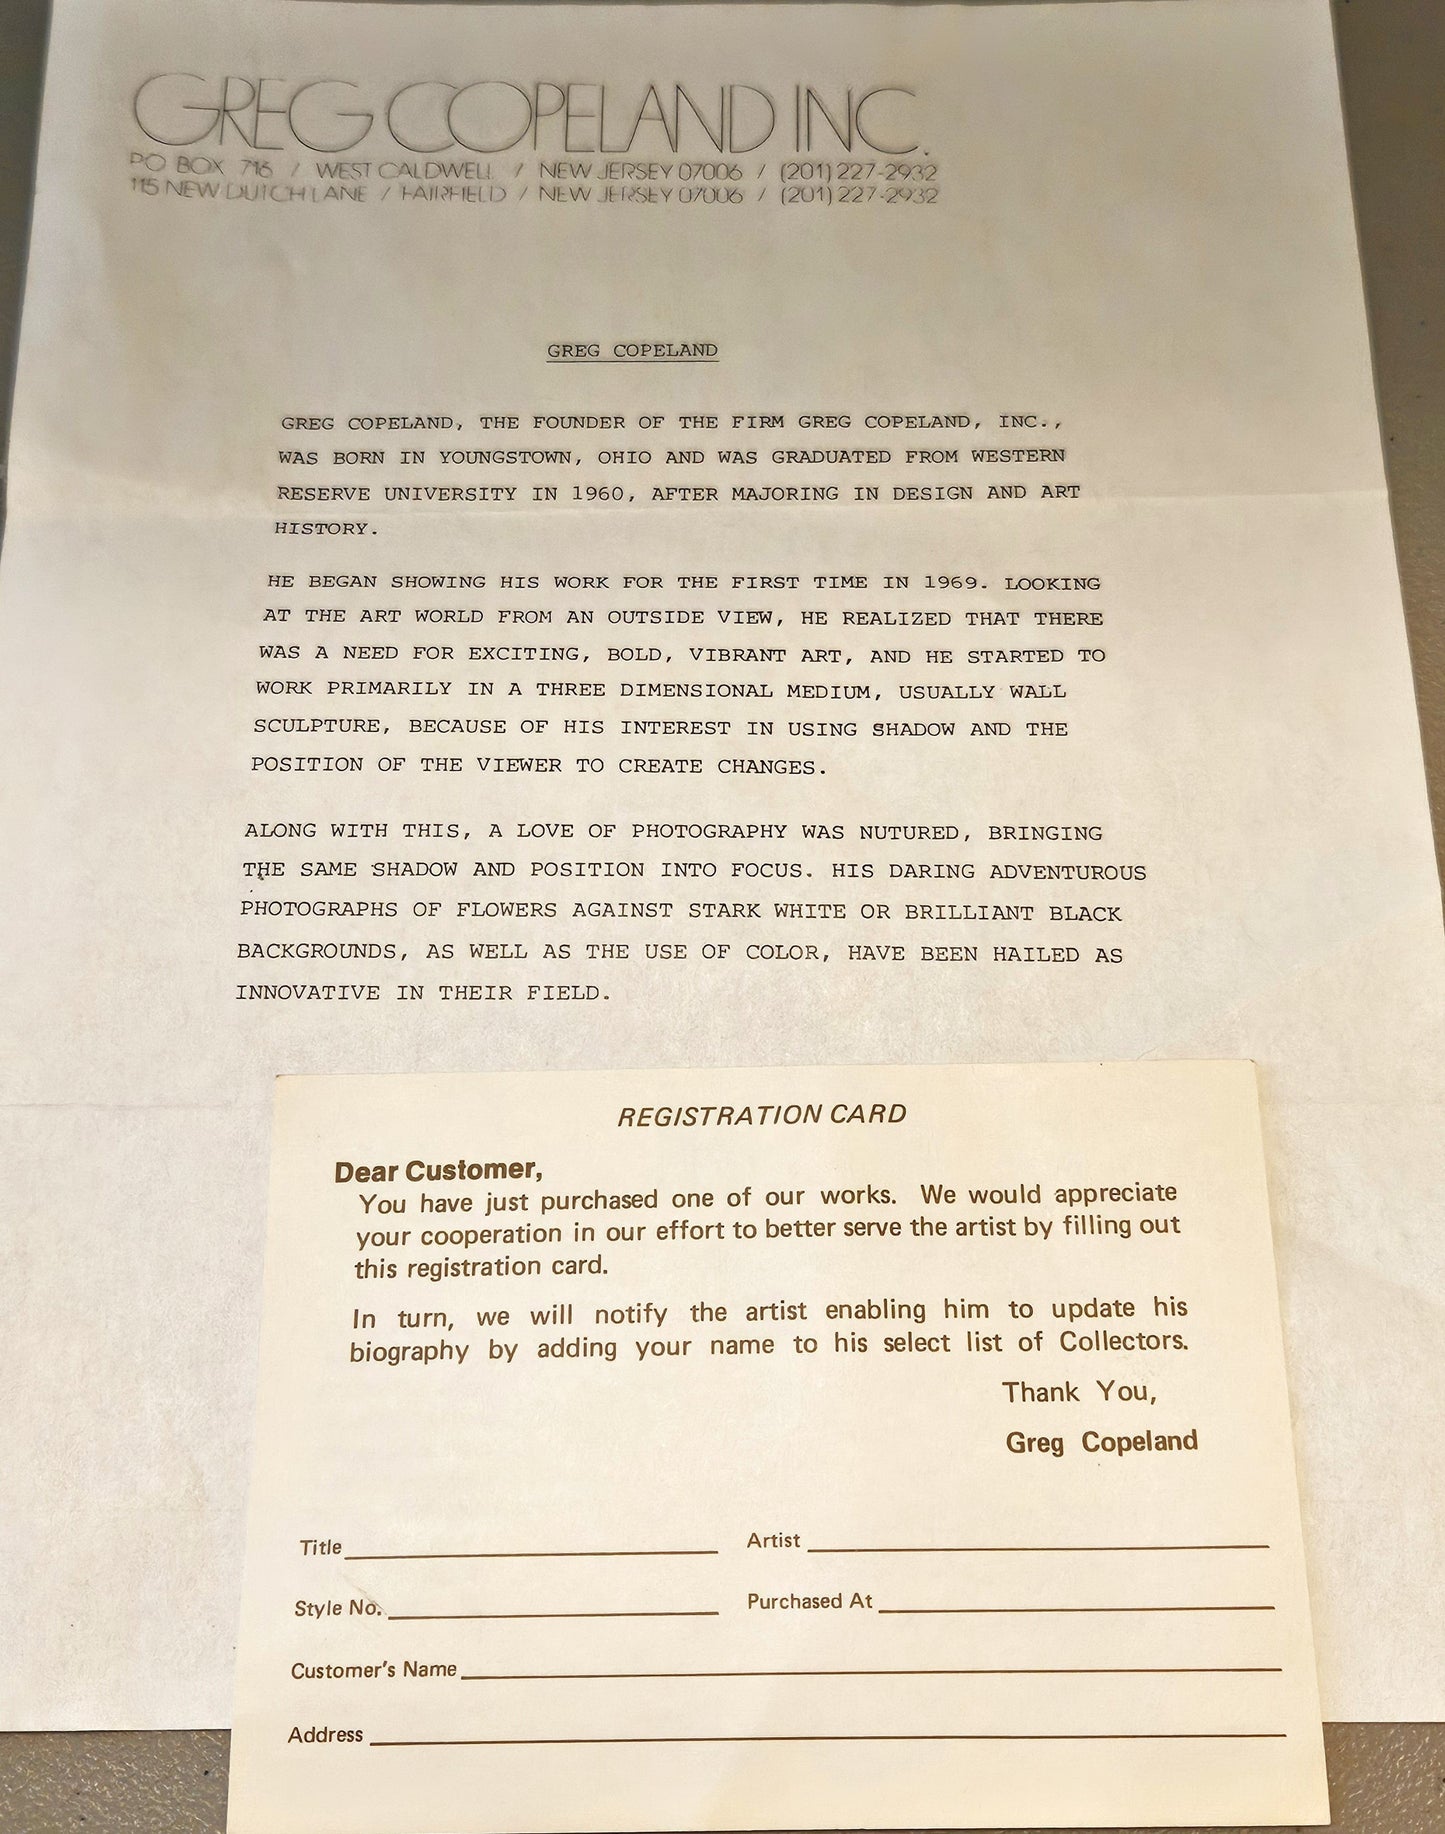 GREG COPELAND INC.
PO BOX 716 / WEST CALDWELL / NEW JERSEY 07006 / (201) 227-2932
115 NEW DUTCH LANE / FAIRFIELD / NEW JERSEY 07006 / (201) 227-2932
GREG COPELAND
GREG COPELAND, THE FOUNDER OF THE FIRM GREG COPELAND, INC.,
WAS BORN IN YOUNGSTOWN, OHIO AND WAS GRADUATED FROM WESTERN
RESERVE UNIVERSITY IN 1960, AFTER MAJORING IN DESIGN AND ART
HISTORY.
HE BEGAN SHOWING HIS WORK FOR THE FIRST TIME IN 1969. LOOKING
AT THE ART WORLD FROM AN OUTSIDE VIEW, HE REALIZED THAT THERE
WAS A NEED FOR EXCITING, BOLD, VIBRANT ART, AND HE STARTED TO
WORK PRIMARILY IN A THREE DIMENSIONAL MEDIUM, USUALLY WALL
SCULPTURE, BECAUSE OF HIS INTEREST IN USING SHADOW AND THE
POSITION OF THE VIEWER TO CREATE CHANGES.
ALONG WITH THIS, A LOVE OF PHOTOGRAPHY WAS NUTURED, BRINGING
THE SAME SHADOW AND POSITION INTO FOCUS. HIS DARING ADVENTUROUS
PHOTOGRAPHS OF FLOWERS AGAINST STARK WHITE OR BRILLIANT BLACK
BACKGROUNDS, AS WELL AS THE USE OF COLOR, HAVE BEEN HAILED AS
INNOVATIVE IN THEIR FIELD.
REGISTRATION CARD
Dear Customer,
You have just purchased one of our works. We would appreciate
your cooperation in our effort to better serve the artist by filling out
this registration card.
In turn, we will notify the artist enabling him to update his
biography by adding your name to his select list of Collectors.
Thank You,
Greg Copeland
Title Artist
Style No. Purchased At
Customer's Name
Address